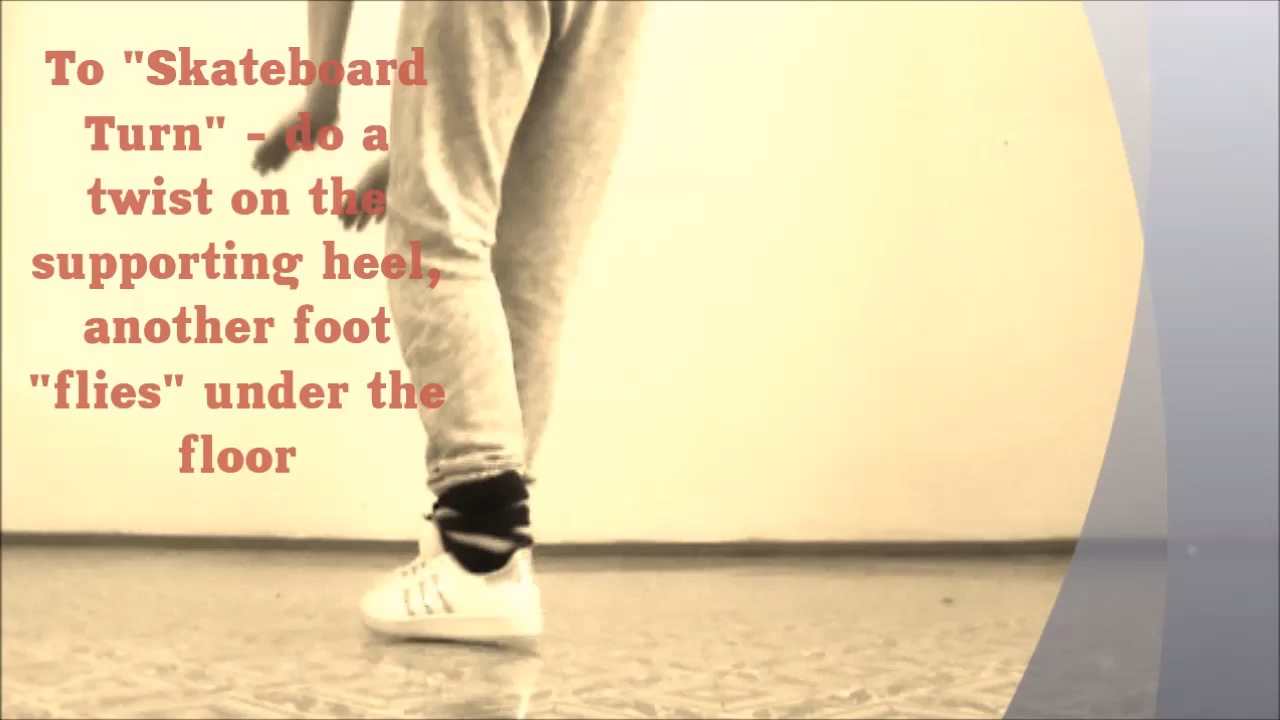 To "Skateboard
Turn" - do a
twist on the
supporting heel,
another foot
"flies" under the
floor